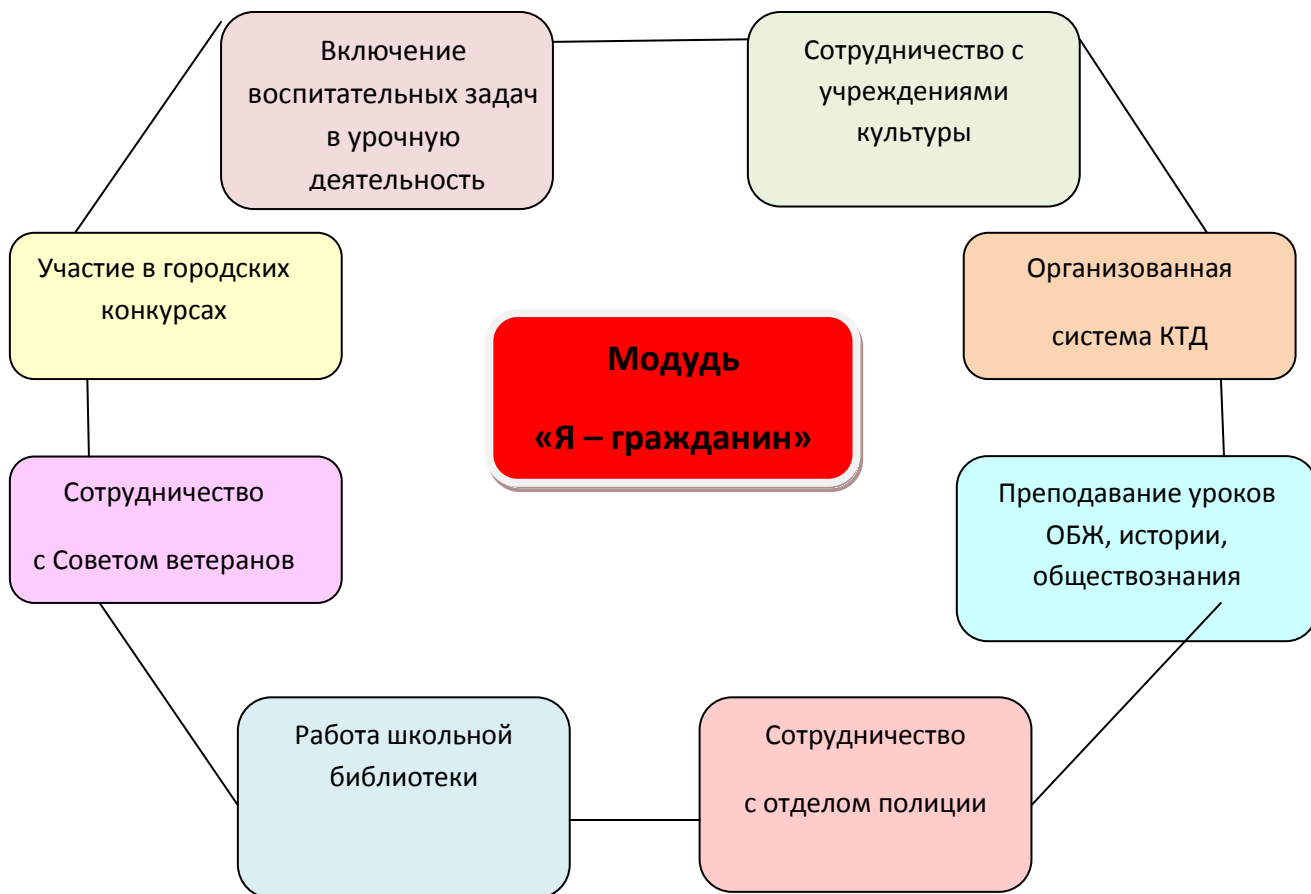 Включение
воспитательных задач
в урочную
деятельность
Сотрудничество с
учреждениями
культуры
Участие в городских
конкурсах
Организованная
система КТД
Модудь
«Я – гражданин»
Сотрудничество
с Советом ветеранов
Преподавание уроков
ОБЖ, истории,
обществознания
Работа школьной
библиотеки
Сотрудничество
с отделом полиции